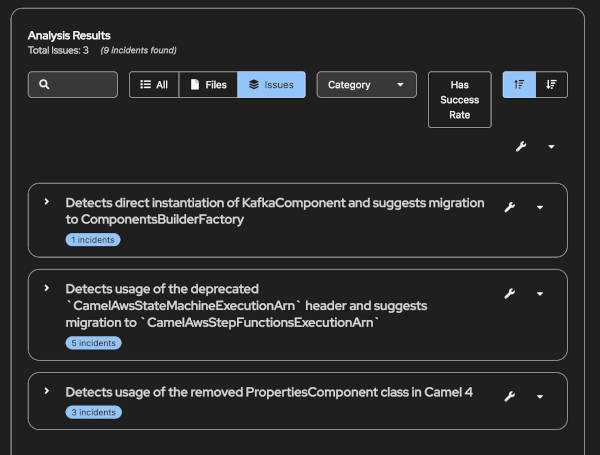 Analysis Results
Total Issues: 3 (9 incidents found)
All Files Issues Category Has
Success
Rate
Detects direct instantiation of KafkaComponent and suggests migration
to ComponentsBuilderFactory
1 incidents
Detects usage of the deprecated
`CamelAwsStateMachineExecutionArn` header and suggests
migration to `CamelAwsStepFunctionsExecutionArn`
5 incidents
Detects usage of the removed PropertiesComponent class in Camel 4
3 incidents